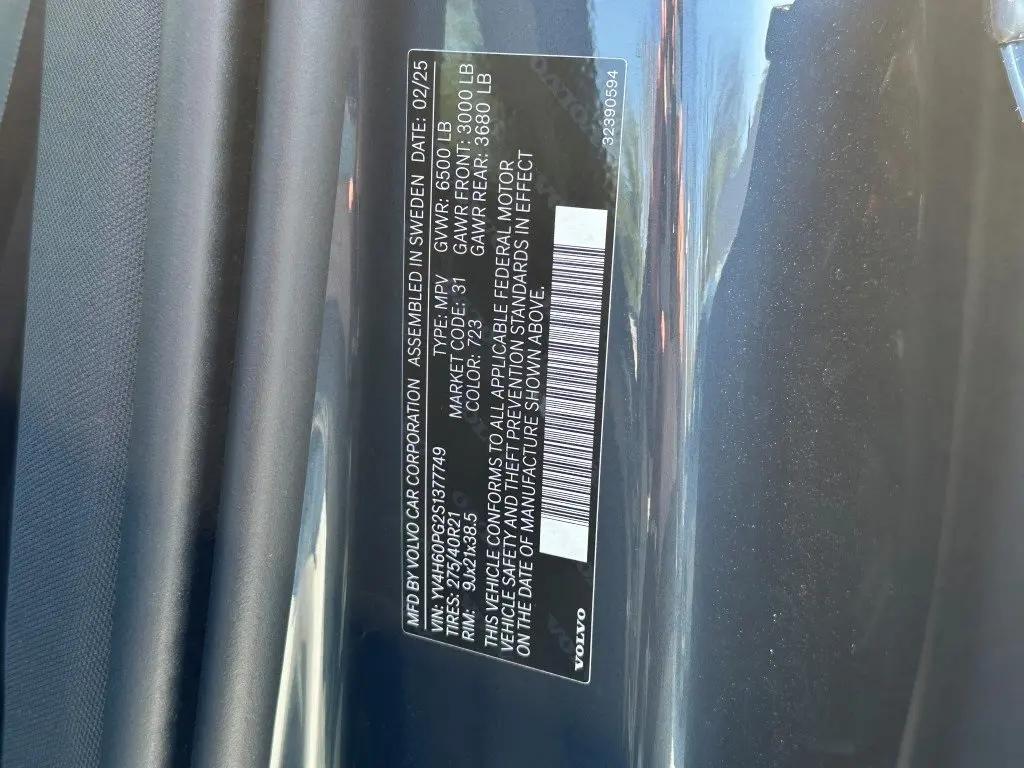 MFD BY VOLVO CAR CORPORATION ASSEMBLED IN SWEDEN DATE: 02/25
VIN: YV4H60PG2S1377749 TYPE: MPV GVWR: 6500 LB
TIRES: 275/40R21 MARKET CODE: 31 GAWR FRONT: 3000 LB
RIM: 9Jx21x38.5 COLOR: 723 GAWR REAR: 3680 LB
THIS VEHICLE CONFORMS TO ALL APPLICABLE FEDERAL MOTOR
VEHICLE SAFETY AND THEFT PREVENTION STANDARDS IN EFFECT
ON THE DATE OF MANUFACTURE SHOWN ABOVE.
VOLVO 32390594